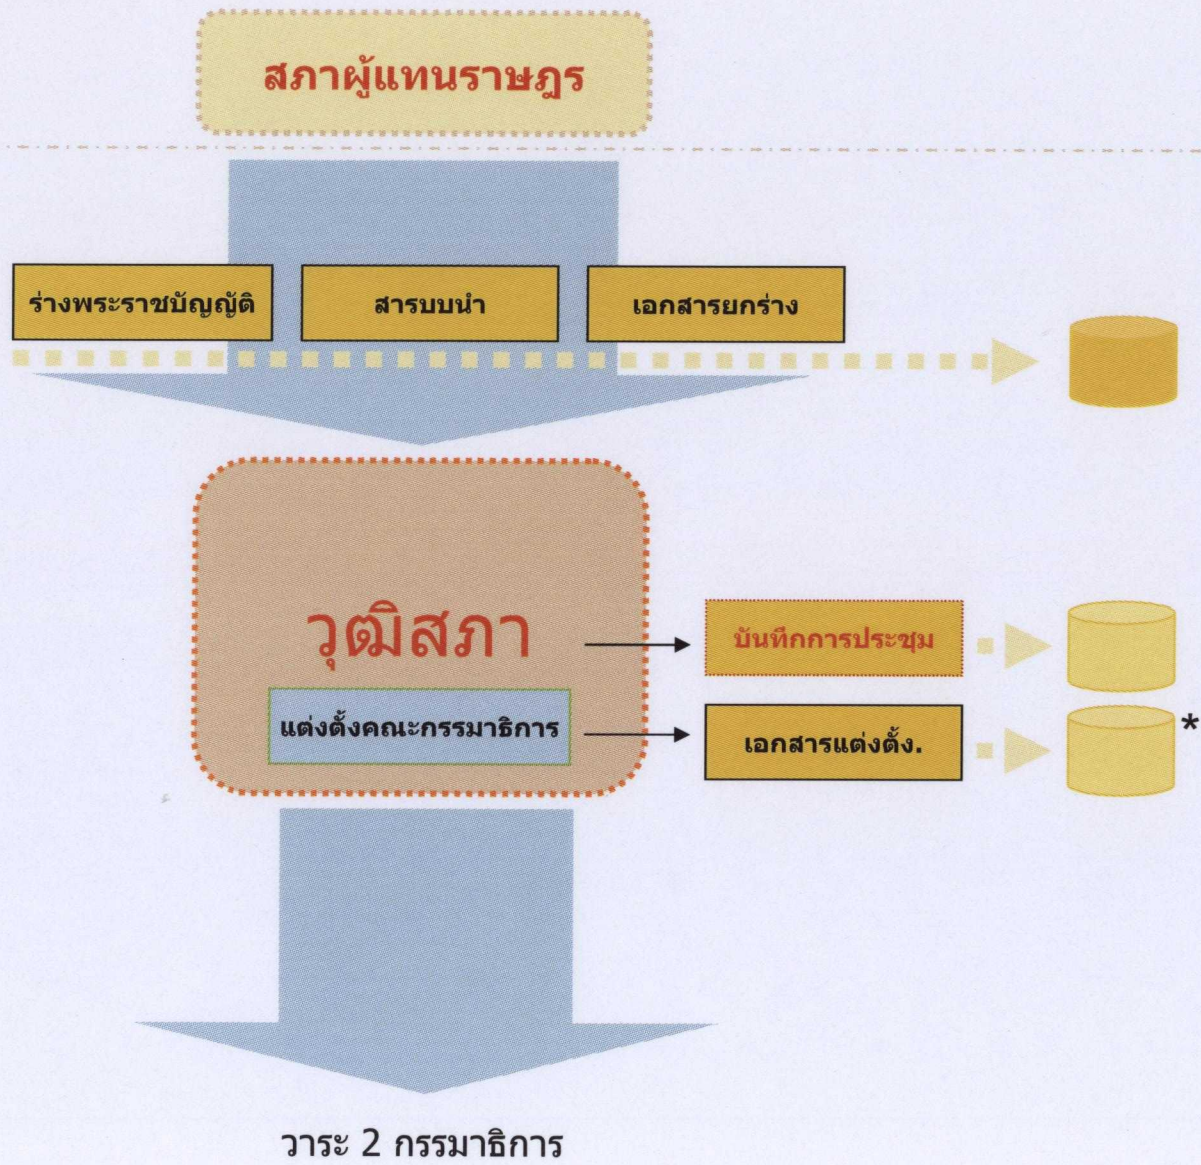 สภาผู้แทนราษฎร
ร่างพระราชบัญญัติ
สารบบนำ
เอกสารยกร่าง
วุฒิสภา
บันทึกการประชุม
แต่งตั้งคณะกรรมาธิการ
เอกสารแต่งตั้ง.
*
วาระ 2 กรรมาธิการ